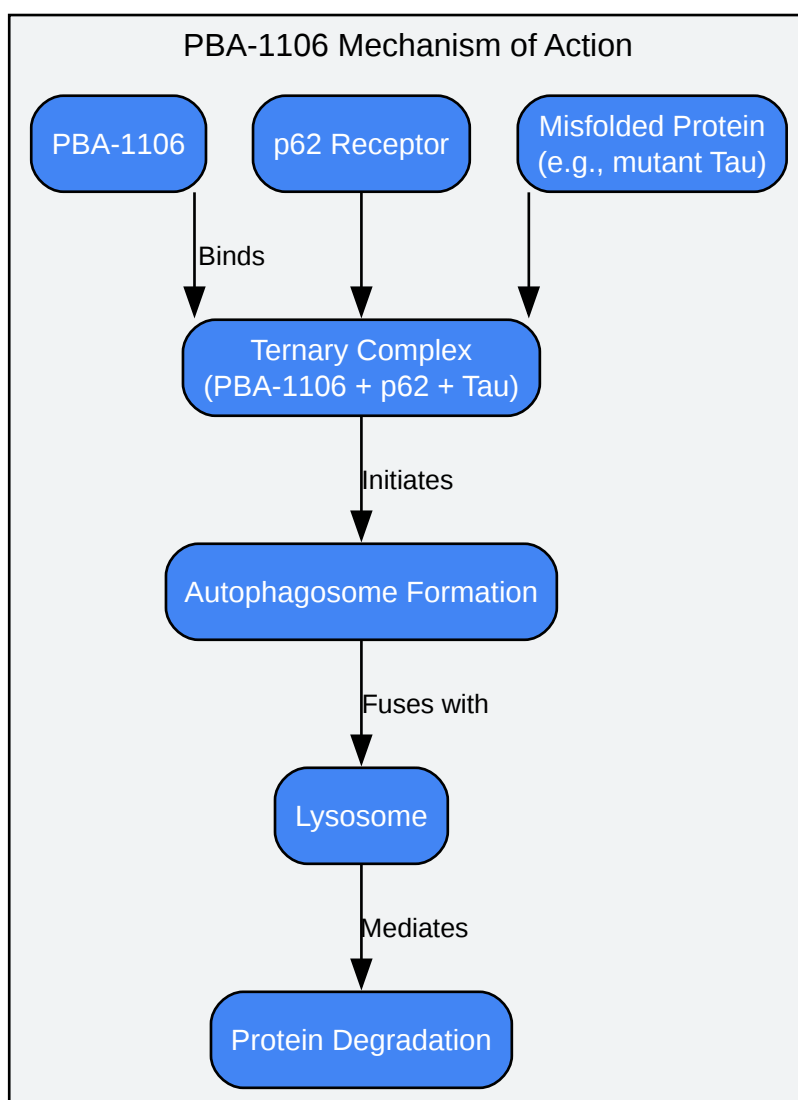 PBA-1106 Mechanism of Action
PBA-1106
p62 Receptor
Misfolded Protein
(e.g., mutant Tau)
Binds
Ternary Complex
(PBA-1106 + p62 + Tau)
Initiates
Autophagosome Formation
Fuses with
Lysosome
Mediates
Protein Degradation